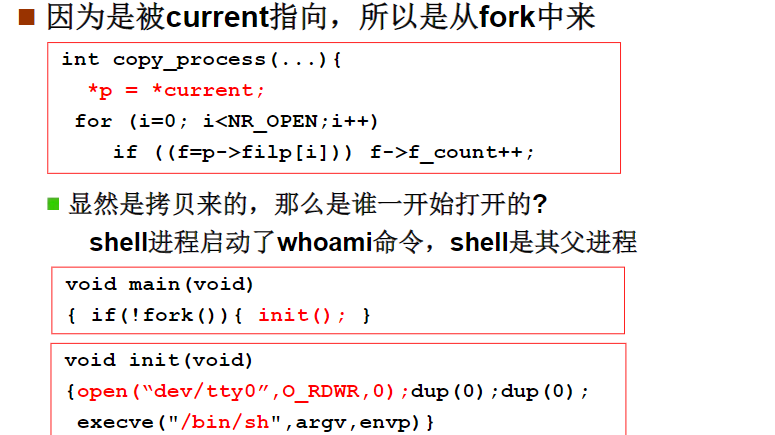 因为是被current指向，所以是从fork中来
int copy_process(...){
*p = *current;
for (i=0; i<NR_OPEN;i++)
if ((f=p->filp[i])) f->f_count++;
显然是拷贝来的，那么是谁一开始打开的?
shell进程启动了whoami命令，shell是其父进程
void main(void)
{ if(!fork()){ init(); }
void init(void)
{open(“dev/tty0”,O_RDWR,0);dup(0);dup(0);
execve("/bin/sh",argv,envp)}